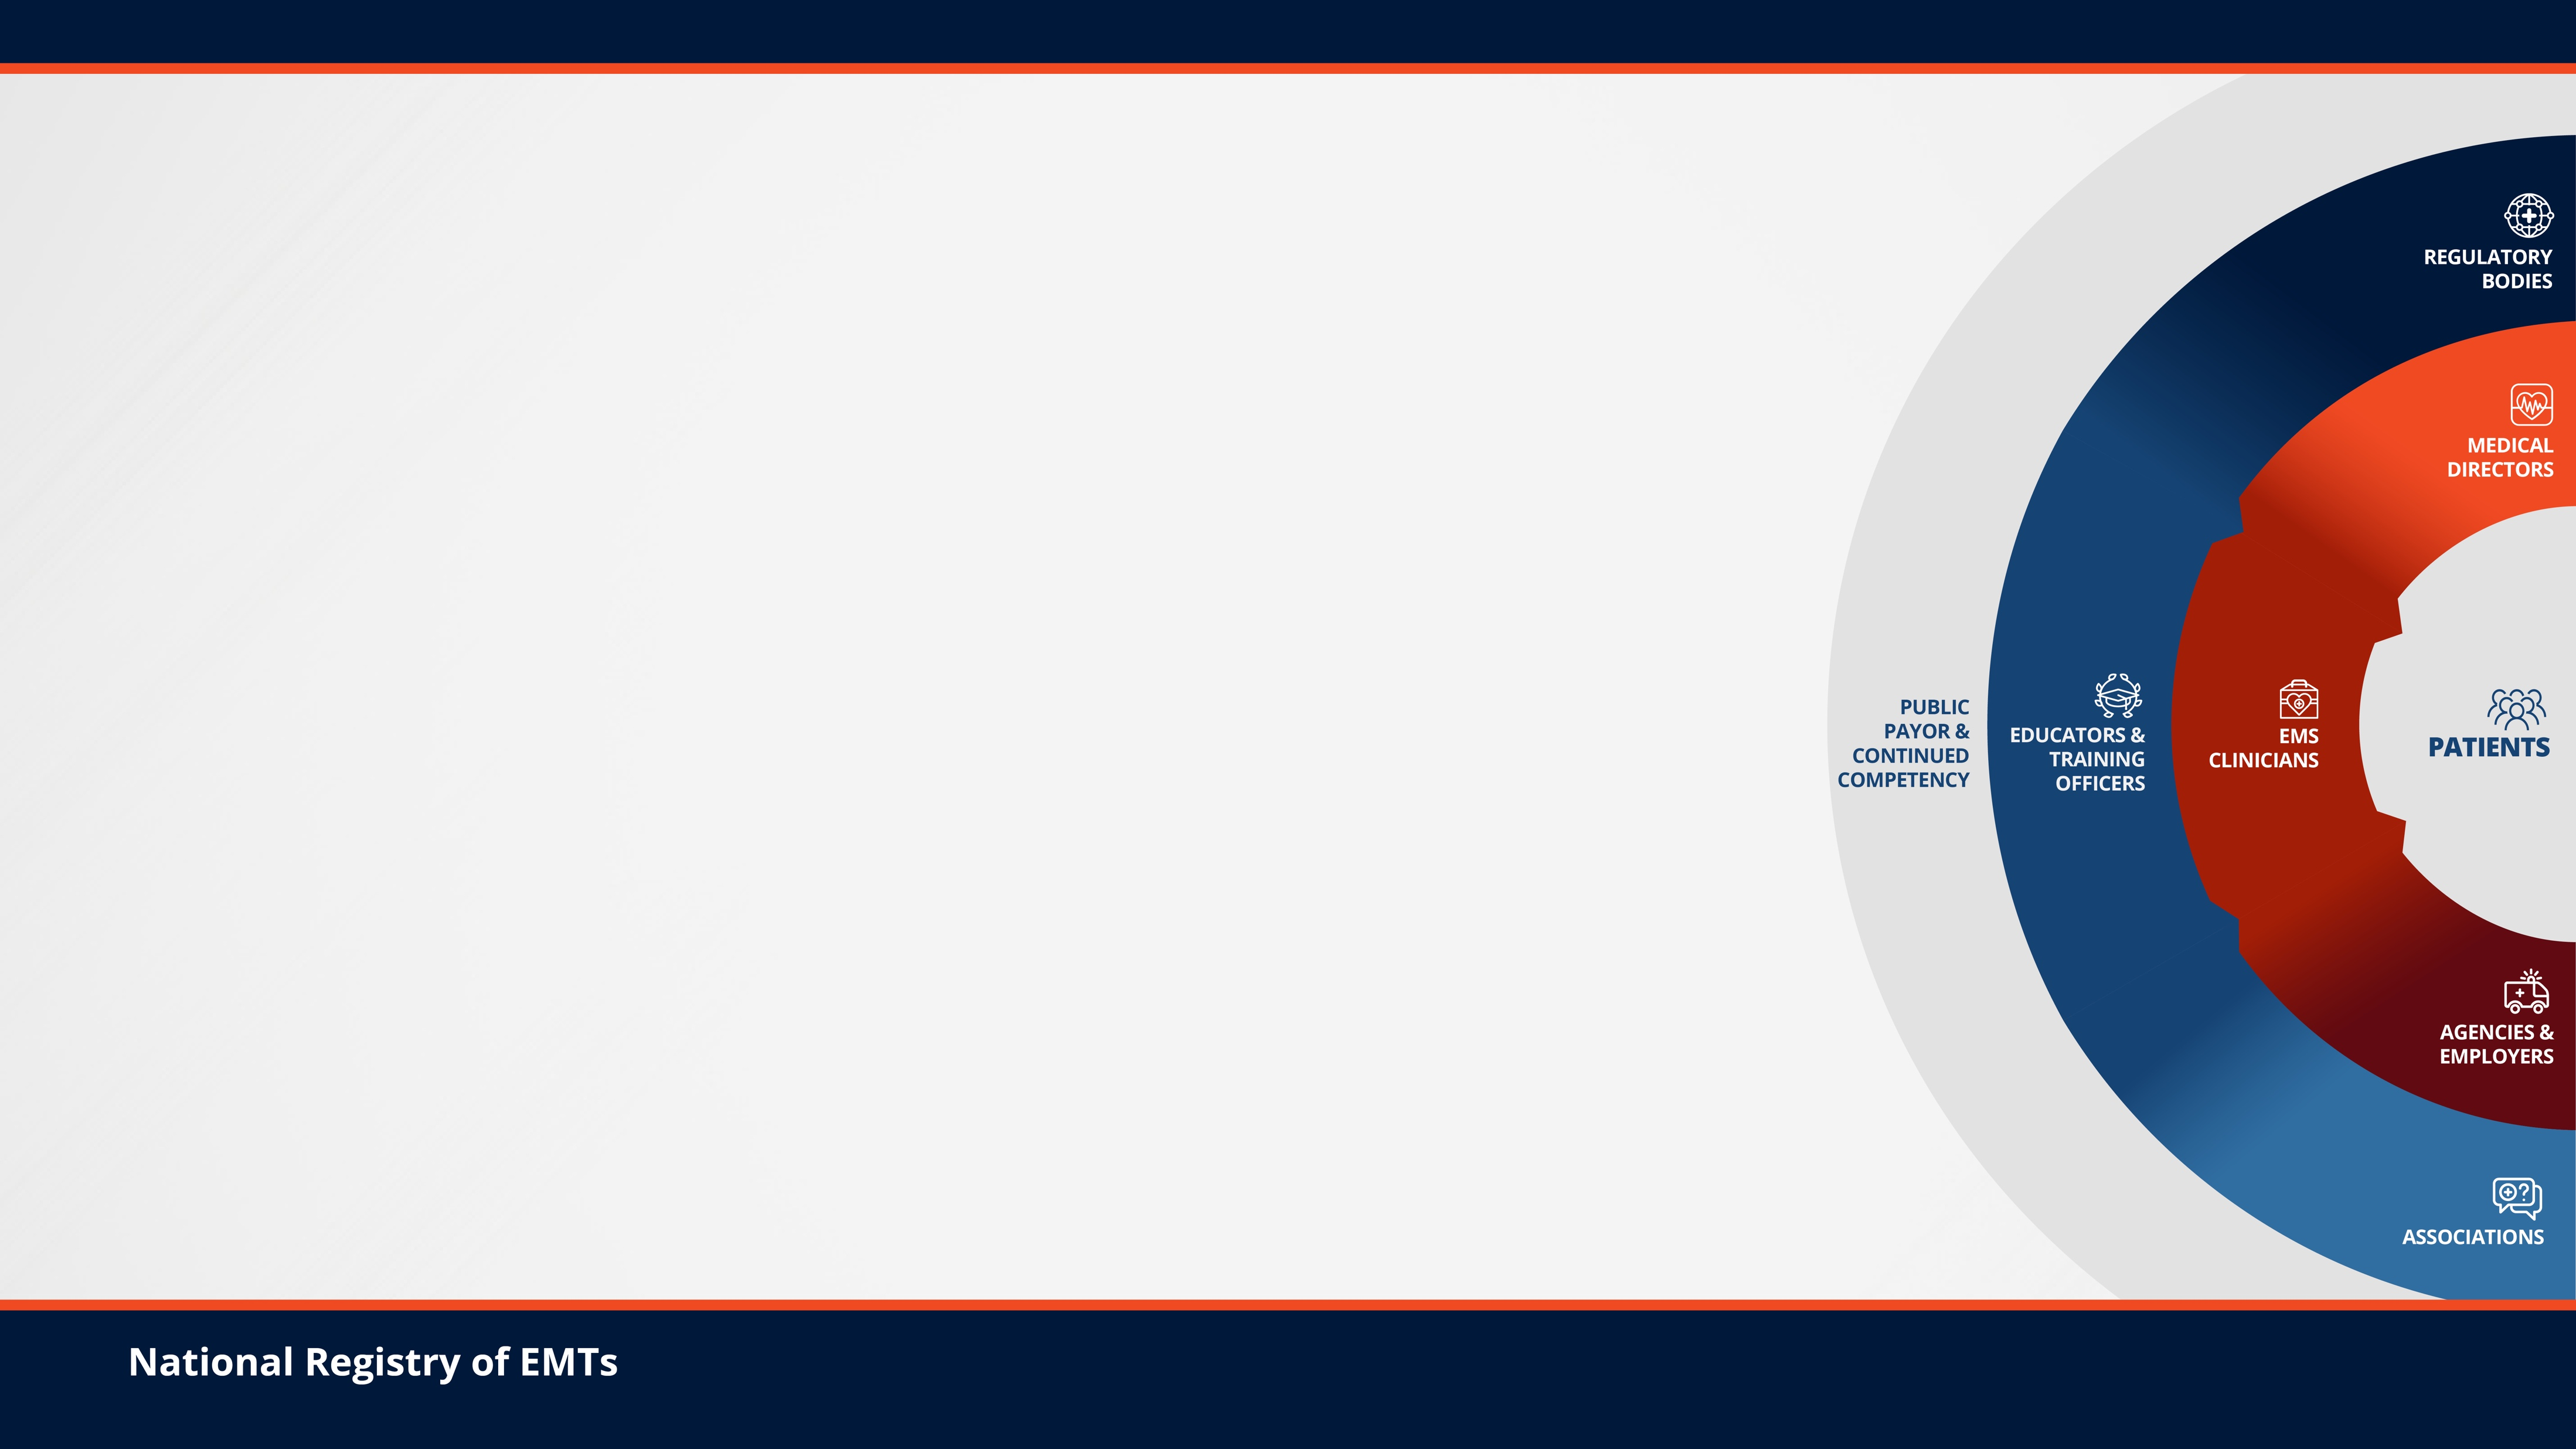 REGULATORY
BODIES
MEDICAL
DIRECTORS
PUBLIC
PAYOR &
CONTINUED
COMPETENCY
EDUCATORS &
TRAINING
OFFICERS
EMS
CLINICIANS
PATIENTS
AGENCIES &
EMPLOYERS
ASSOCIATIONS
National Registry of EMTs